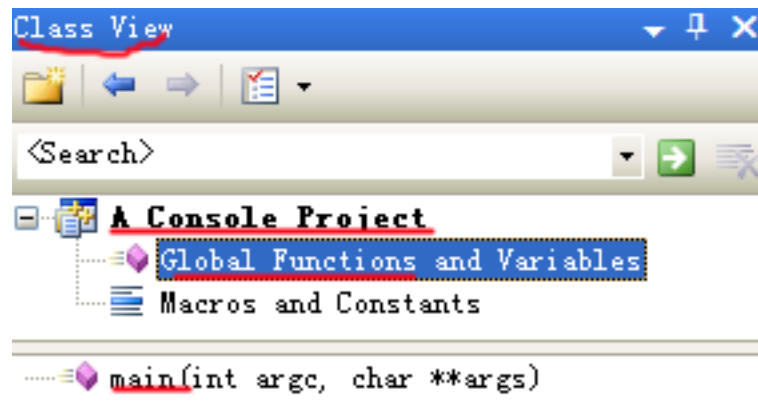 Class View
<Search>
A Console Project
Global Functions and Variables
Macros and Constants
main(int argc, char **args)